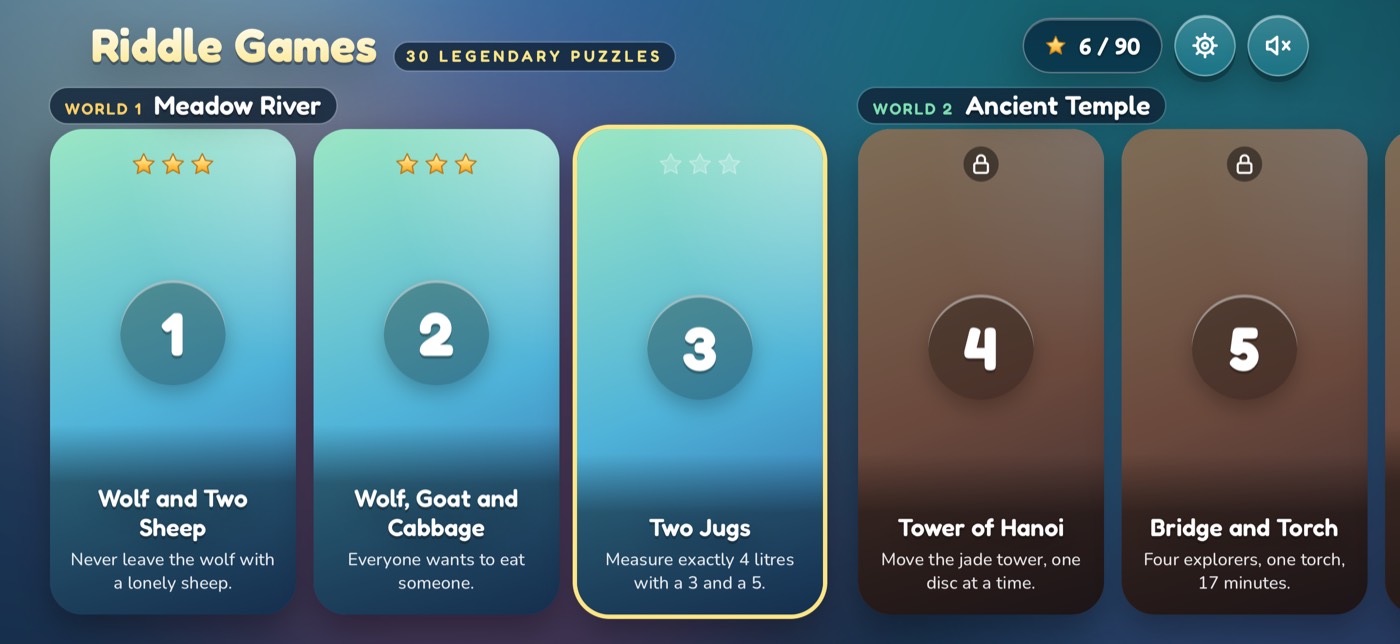 Riddle Games
30 LEGENDARY PUZZLES
6 / 90
WORLD 1 Meadow River
WORLD 2 Ancient Temple
1
Wolf and Two
Sheep
Never leave the wolf with
a lonely sheep.
2
Wolf, Goat and
Cabbage
Everyone wants to eat
someone.
3
Two Jugs
Measure exactly 4 litres
with a 3 and a 5.
4
Tower of Hanoi
Move the jade tower, one
disc at a time.
5
Bridge and Torch
Four explorers, one torch,
17 minutes.